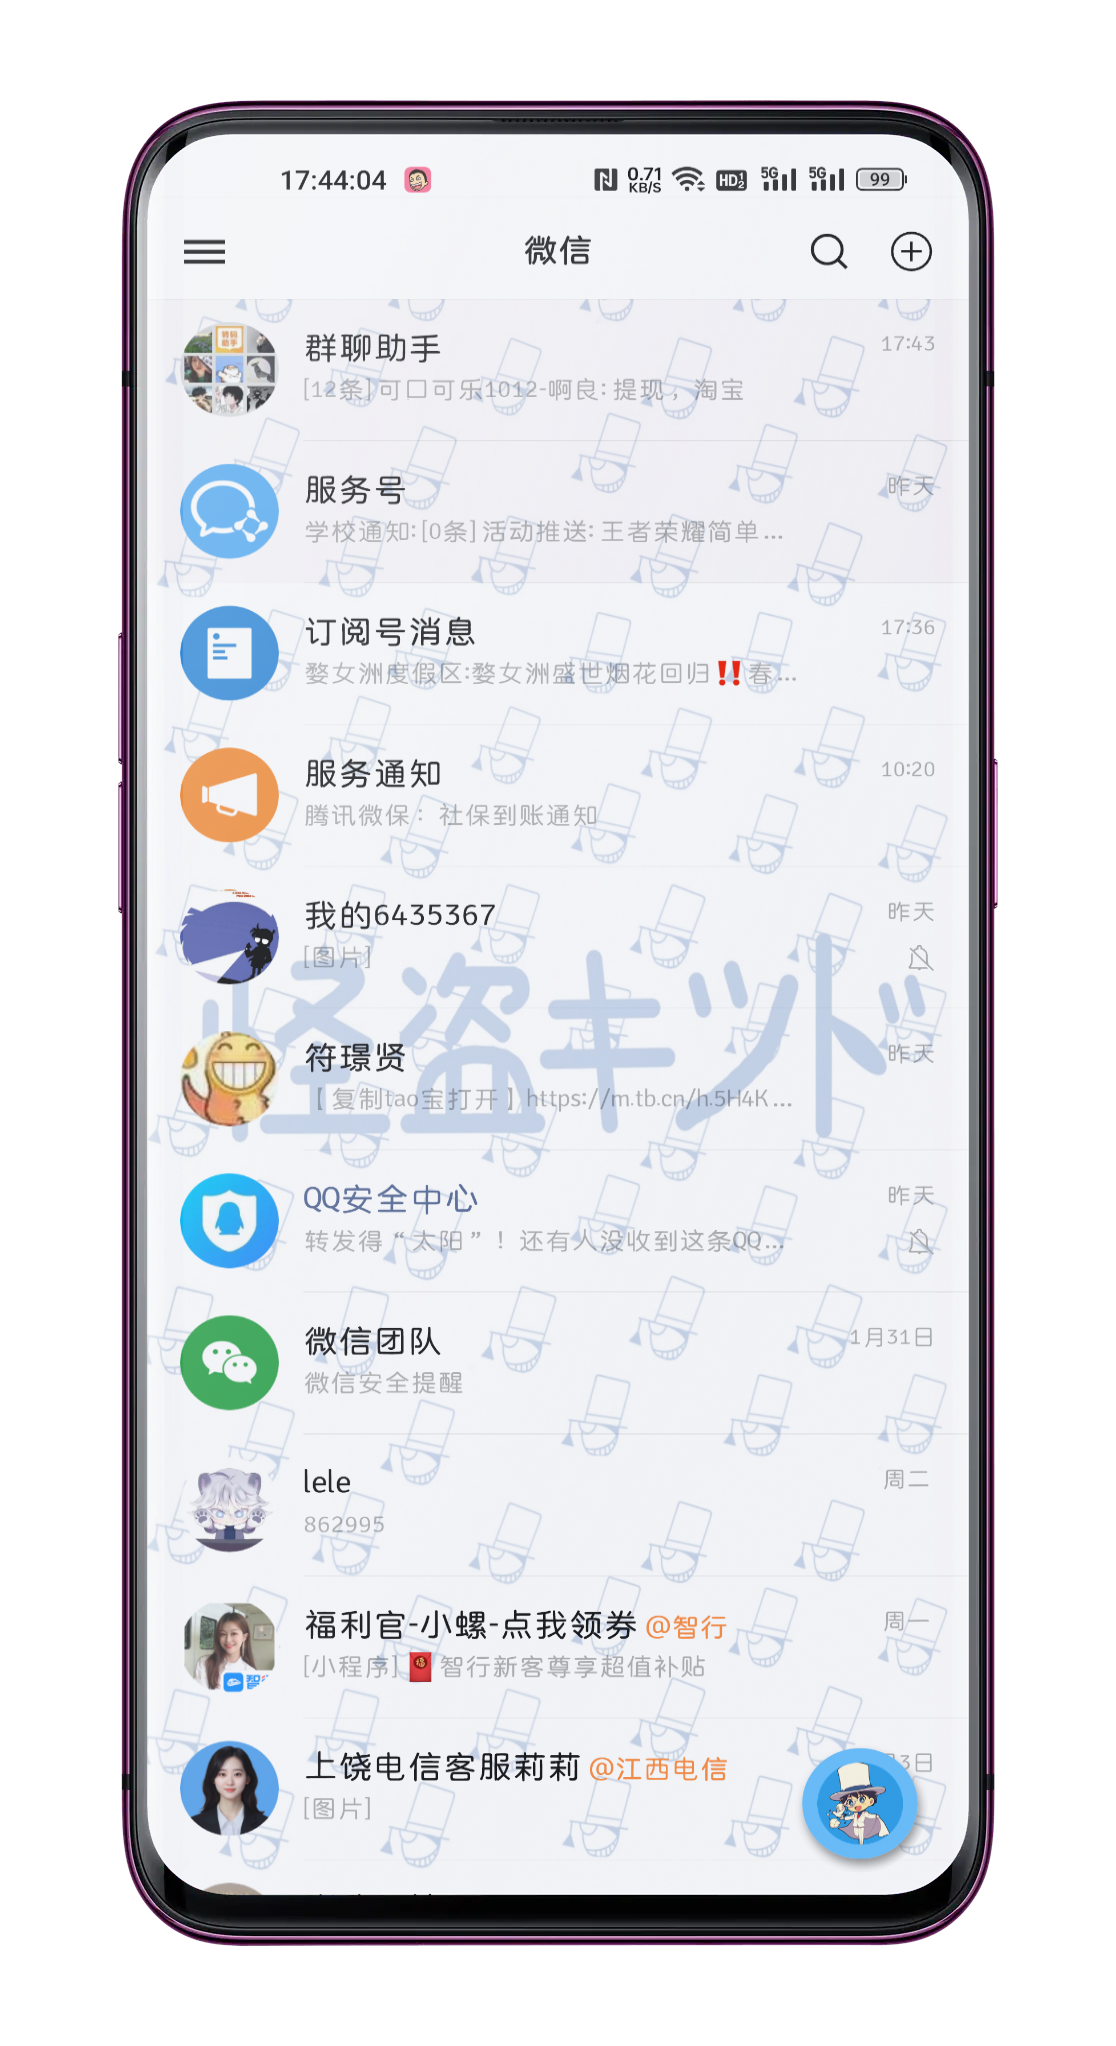 17:44:04
0.71 KB/S
HD 1 2
5G 5G
99
微信
转码助手
群聊助手 17:43
[12条]可口可乐1012-啊良: 提现，淘宝
服务号 昨天
学校通知:[0条]活动推送: 王者荣耀简单...
订阅号消息 17:36
婺女洲度假区:婺女洲盛世烟花回归‼️春...
服务通知 10:20
腾讯微保：社保到账通知
我的6435367 昨天
[图片]
怪盗キッド
符璟贤 昨天
【复制tao宝打开】https://m.tb.cn/h.5H4K...
QQ安全中心 昨天
转发得“太阳”！还有人没收到这条QQ...
微信团队 1月31日
微信安全提醒
lele 周二
862995
福利官-小螺-点我领券 @智行 周一
[小程序] 智行新客尊享超值补贴
上饶电信客服莉莉 @江西电信 3日
[图片]